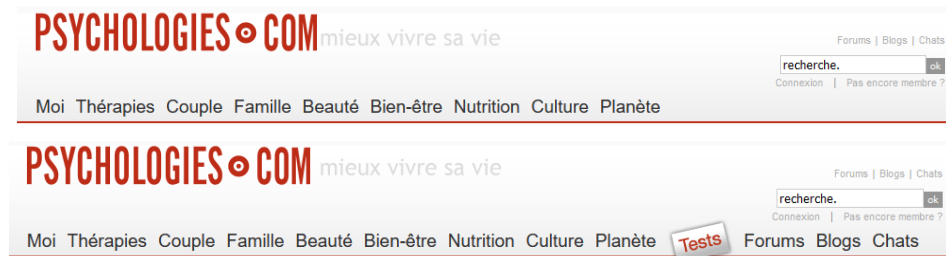 PSYCHOLOGIES COM mieux vivre sa vie
Forums | Blogs | Chats
recherche. ok
Connexion | Pas encore membre ?
Moi Thérapies Couple Famille Beauté Bien-être Nutrition Culture Planète
PSYCHOLOGIES COM mieux vivre sa vie
Forums | Blogs | Chats
recherche. ok
Connexion | Pas encore membre ?
Moi Thérapies Couple Famille Beauté Bien-être Nutrition Culture Planète Tests Forums Blogs Chats